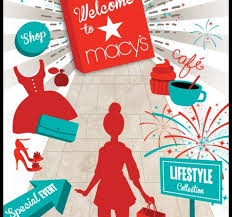 Welcome
to
macy's
Shop
café
Special EVENT
LIFESTYLE
Collection